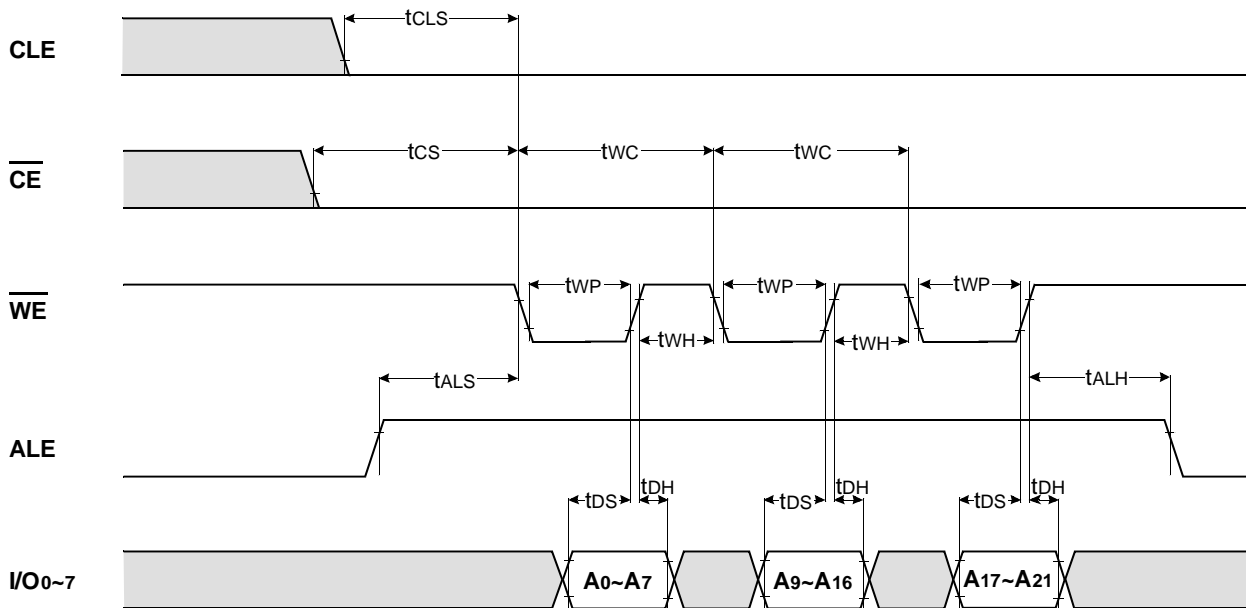 CLE
tCLS
CE
tCS
tWC
tWC
WE
tWP
tWP
tWP
tWH
tWH
tALS
tALH
ALE
tDS
tDH
tDS
tDH
tDS
tDH
I/O0~7
A0~A7
A9~A16
A17~A21